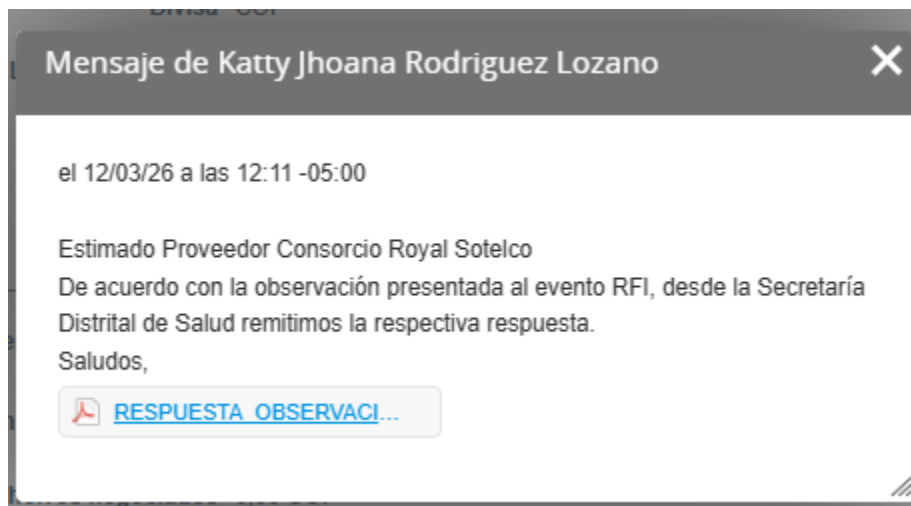 Mensaje de Katty Jhoana Rodriguez Lozano
el 12/03/26 a las 12:11 -05:00
Estimado Proveedor Consorcio Royal Sotelco
De acuerdo con la observación presentada al evento RFI, desde la Secretaría
Distrital de Salud remitimos la respectiva respuesta.
Saludos,
RESPUESTA OBSERVACI...